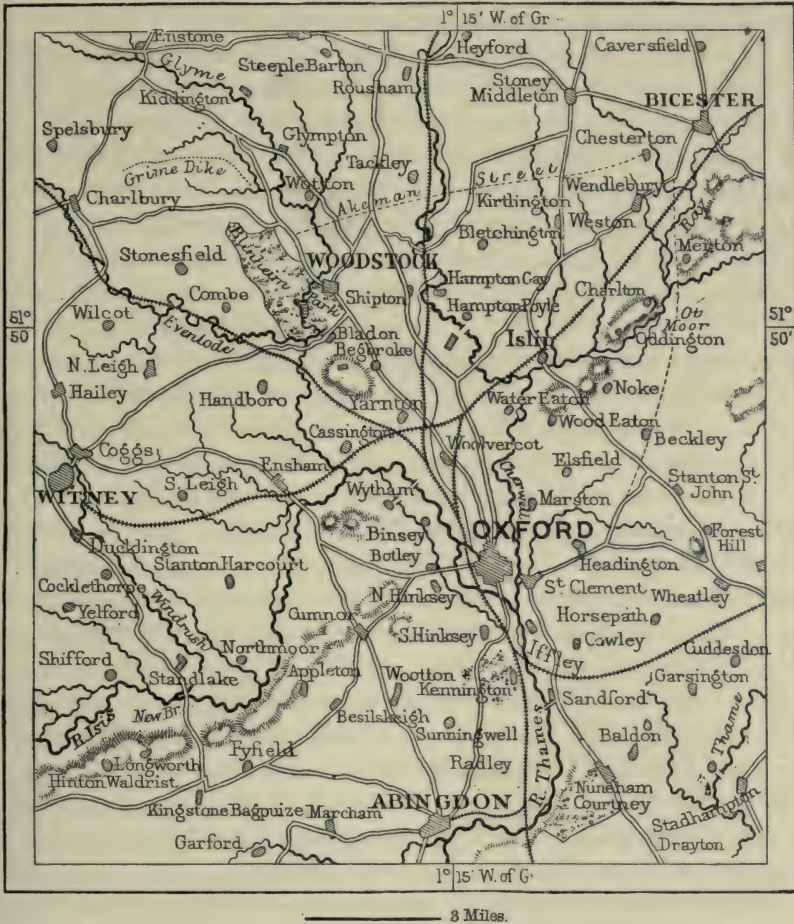 1° 15' W. of Gr
Enstone
Heyford
Caversfield
Glyme
Steeple Barton
Rousham
Stoney
Middleton
BICESTER
Kiddington
Spelsbury
Glympton
Chesterton
Grime Dike
Tackley
Wotton
Akeman Street
Wendlebury
Charlbury
Kirtlington
Weston
Ray
Bletchington
Merton
Stonesfield
Blinheim Park
WOODSTOCK
Hampton Gay
Combe
Shipton
Charlton
Hampton Poyle
Ot Moor
51° 50'
51° 50'
Wilcot
Evenlode
Bladon
Islip
Oddington
Begbroke
N. Leigh
Hailey
Handboro
Yarnton
Water Eaton
Noke
Wood Eaton
Cassington
Woolvercot
Beckley
Coggs
Ensham
Charwell
Elsfield
S. Leigh
Wytham
Stanton St.
John
WITNEY
Marston
Binsey
OXFORD
Forest
Hill
Ducklington
Stanton Harcourt
Botley
Headington
Cocklethorpe
N. Hinksey
St. Clement
Wheatley
Yelford
Windrush
Cumnor
Horsepath
S. Hinksey
Cowley
Northmoor
Iffley
Cuddesdon
Shifford
Appleton
Wootton
Garsington
Standlake
Kennington
Sandford
R. Isis
New Br.
Besilsleigh
Sunningwell
Baldon
Thame
Longworth
Fyfield
Radley
R. Thames
Hinton Waldrist
Nuneham
Courtney
Kingstone Bagpuize
Marcham
ABINGDON
Stadhampton
Garford
Drayton
1° 15' W. of G.
3 Miles.